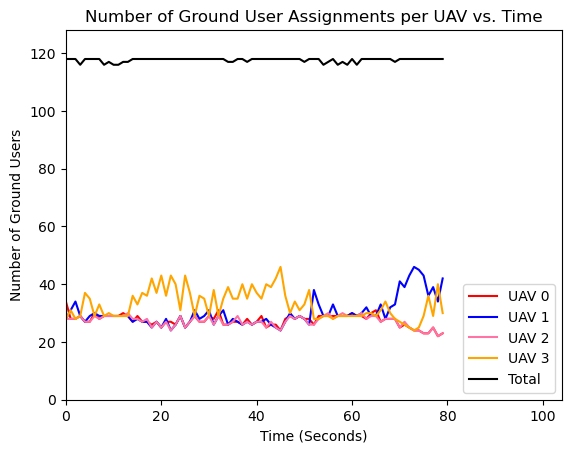 Number of Ground User Assignments per UAV vs. Time
Number of Ground Users
120
100
80
60
40
20
0
0 20 40 60 80 100
Time (Seconds)
UAV 0
UAV 1
UAV 2
UAV 3
Total